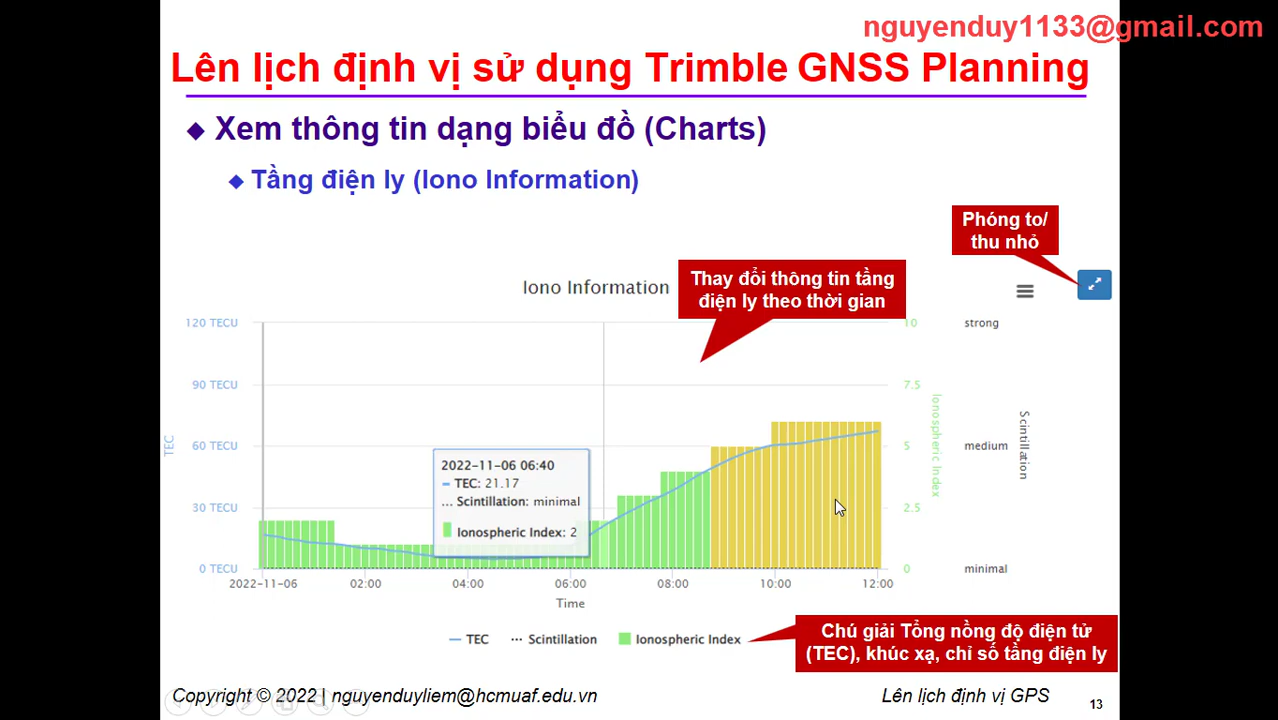 nguyenduy1133@gmail.com
Lên lịch định vị sử dụng Trimble GNSS Planning
Xem thông tin dạng biểu đồ (Charts)
Tầng điện ly (Iono Information)
Phóng to/
thu nhỏ
Iono Information
Thay đổi thông tin tầng
điện ly theo thời gian
120 TECU
90 TECU
60 TECU
30 TECU
0 TECU
TEC
10
7.5
5
2.5
0
Ionospheric Index
strong
medium
minimal
Scintillation
2022-11-06 06:40
TEC: 21.17
... Scintillation: minimal
Ionospheric Index: 2
2022-11-06 02:00 04:00 06:00 08:00 10:00 12:00
Time
TEC Scintillation Ionospheric Index
Chú giải Tổng nồng độ điện tử
(TEC), khúc xạ, chỉ số tầng điện ly
Copyright © 2022 | nguyenduyliem@hcmuaf.edu.vn
Lên lịch định vị GPS
13